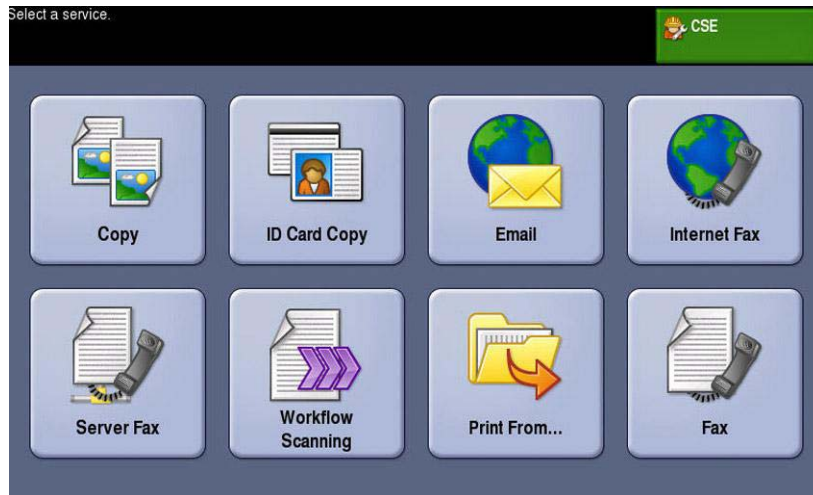 Select a service.
CSE
Copy
ID Card Copy
Email
Internet Fax
Server Fax
Workflow
Scanning
Print From...
Fax